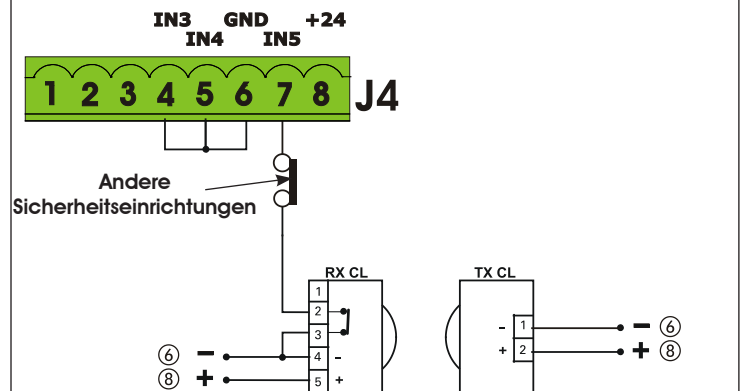 IN3 GND +24
IN4 IN5
1 2 3 4 5 6 7 8 J4
Andere
Sicherheitseinrichtungen
RX CL TX CL
1
2
3
4 -
5 +
- 1
+ 2
⑥ -
⑧ +
- ⑥
+ ⑧